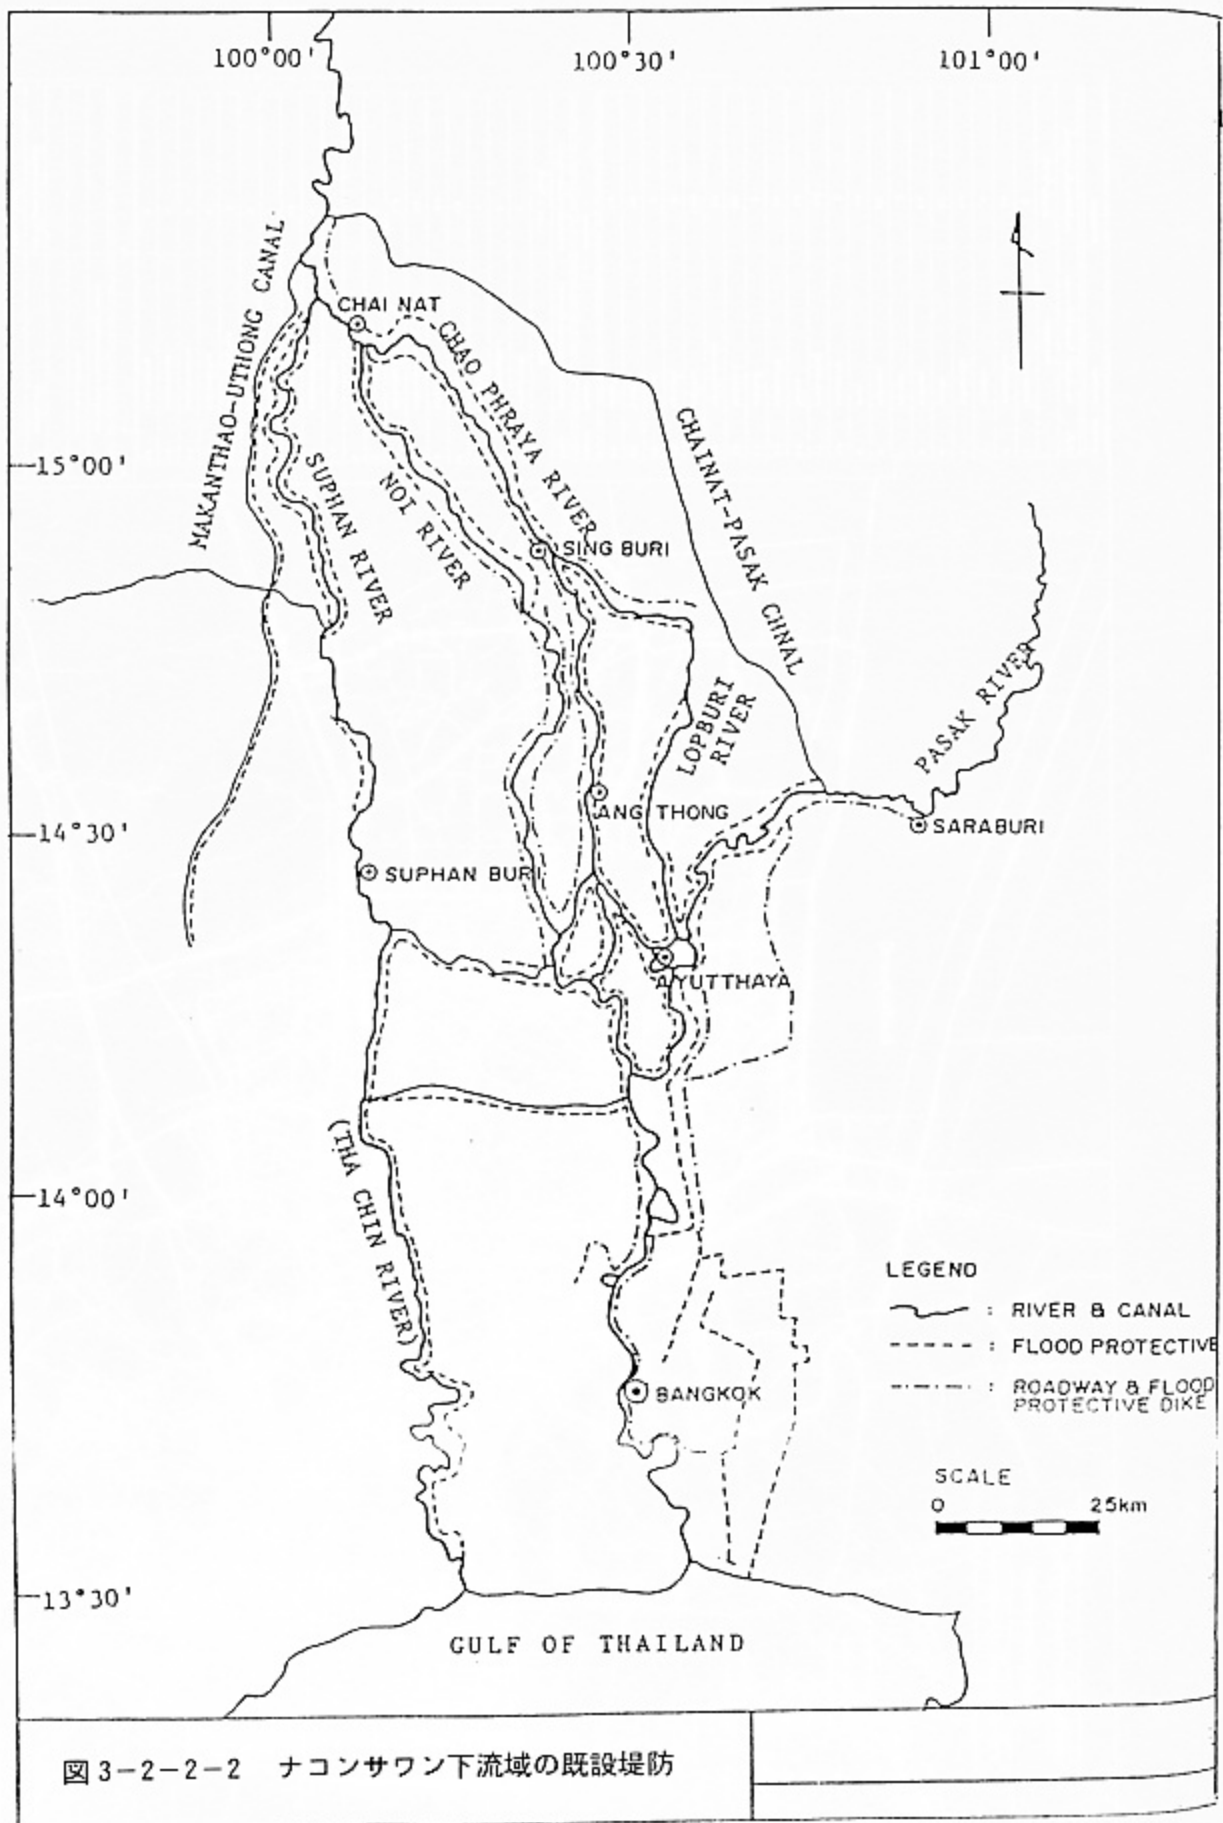 100°00' 100°30' 101°00'
MAKANTHAO-UTHONG CANAL
CHAI NAT
CHAO PHRAYA RIVER
CHAINAT-PASAK CHNAL
15°00'
SUPHAN RIVER
NOI RIVER
SING BURI
PASAK RIVER
LOPBURI
RIVER
ANG THONG
14°30'
SARABURI
SUPHAN BURI
AYUTTHAYA
(THA CHIN RIVER)
14°00'
LEGEND
: RIVER & CANAL
: FLOOD PROTECTIVE
: ROADWAY & FLOOD
PROTECTIVE DIKE
BANGKOK
SCALE
0 25km
13°30'
GULF OF THAILAND
図3-2-2-2 ナコンサワン下流域の既設堤防